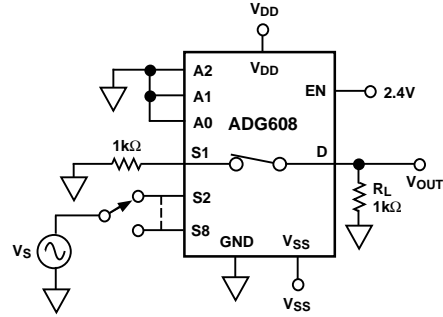 VDD
VDD
A2
A1
A0
EN
2.4V
ADG608
1kΩ
S1
D
VOUT
S2
RL
1kΩ
VS
S8
GND
VSS
VSS